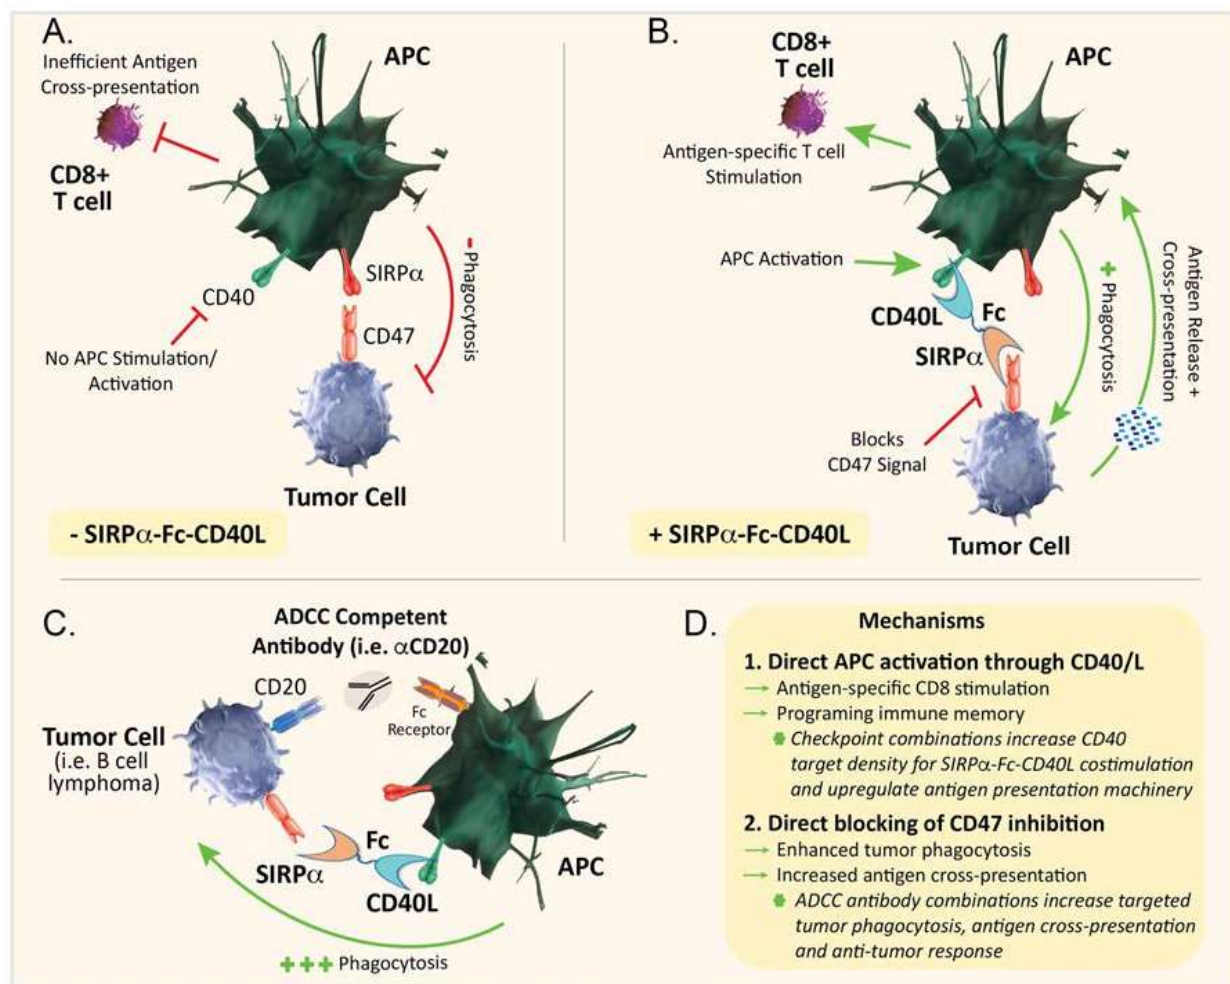 A.
Inefficient Antigen
Cross-presentation
APC
CD8+
T cell
CD40
SIRPα
CD47
- Phagocytosis
No APC Stimulation/
Activation
Tumor Cell
- SIRPα-Fc-CD40L
B.
CD8+
T cell
APC
Antigen-specific T cell
Stimulation
APC Activation
CD40L
Fc
SIRPα
+ Phagocytosis
Antigen Release +
Cross-presentation
Blocks
CD47 Signal
Tumor Cell
+ SIRPα-Fc-CD40L
C.
ADCC Competent
Antibody (i.e. αCD20)
CD20
Fc
Receptor
Tumor Cell
(i.e. B cell
lymphoma)
Fc
SIRPα
CD40L
APC
+++ Phagocytosis
D.
Mechanisms
1. Direct APC activation through CD40/L
→ Antigen-specific CD8 stimulation
→ Programing immune memory
Checkpoint combinations increase CD40
target density for SIRPα-Fc-CD40L costimulation
and upregulate antigen presentation machinery
2. Direct blocking of CD47 inhibition
→ Enhanced tumor phagocytosis
→ Increased antigen cross-presentation
ADCC antibody combinations increase targeted
tumor phagocytosis, antigen cross-presentation
and anti-tumor response